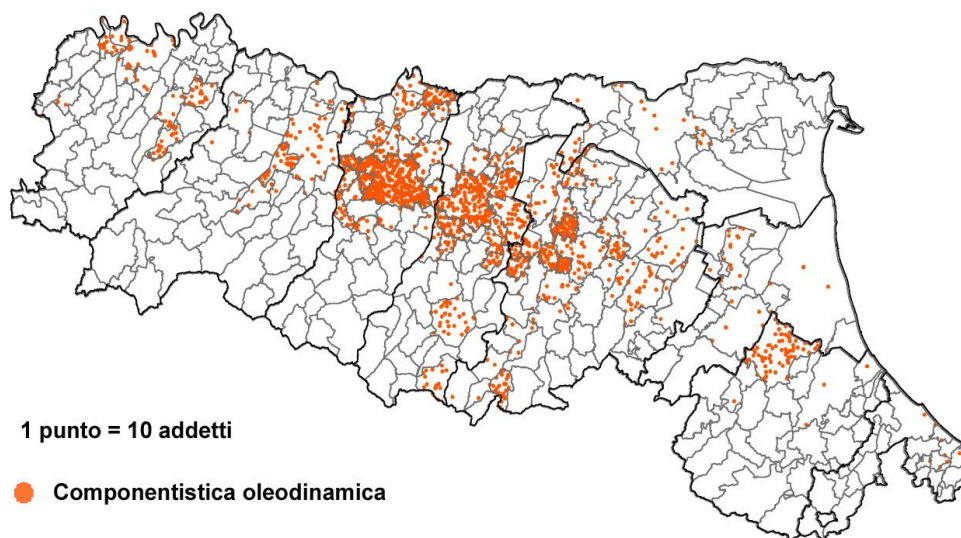 1 punto = 10 addetti
Componentistica oleodinamica